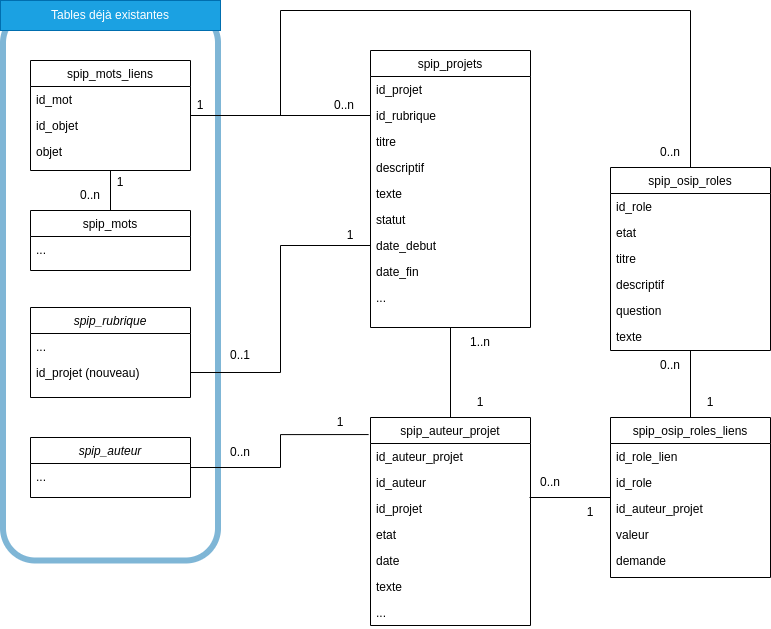 Tables déjà existantes
spip_mots_liens
id_mot
id_objet
objet
1
0..n
1
0..n
spip_mots
...
spip_rubrique
...
id_projet (nouveau)
0..1
1
spip_auteur
...
0..n
1
spip_projets
id_projet
id_rubrique
titre
descriptif
texte
statut
date_debut
date_fin
...
1..n
1
spip_auteur_projet
id_auteur_projet
id_auteur
id_projet
etat
date
texte
...
0..n
1
0..n
spip_osip_roles
id_role
etat
titre
descriptif
question
texte
0..n
1
spip_osip_roles_liens
id_role_lien
id_role
id_auteur_projet
valeur
demande